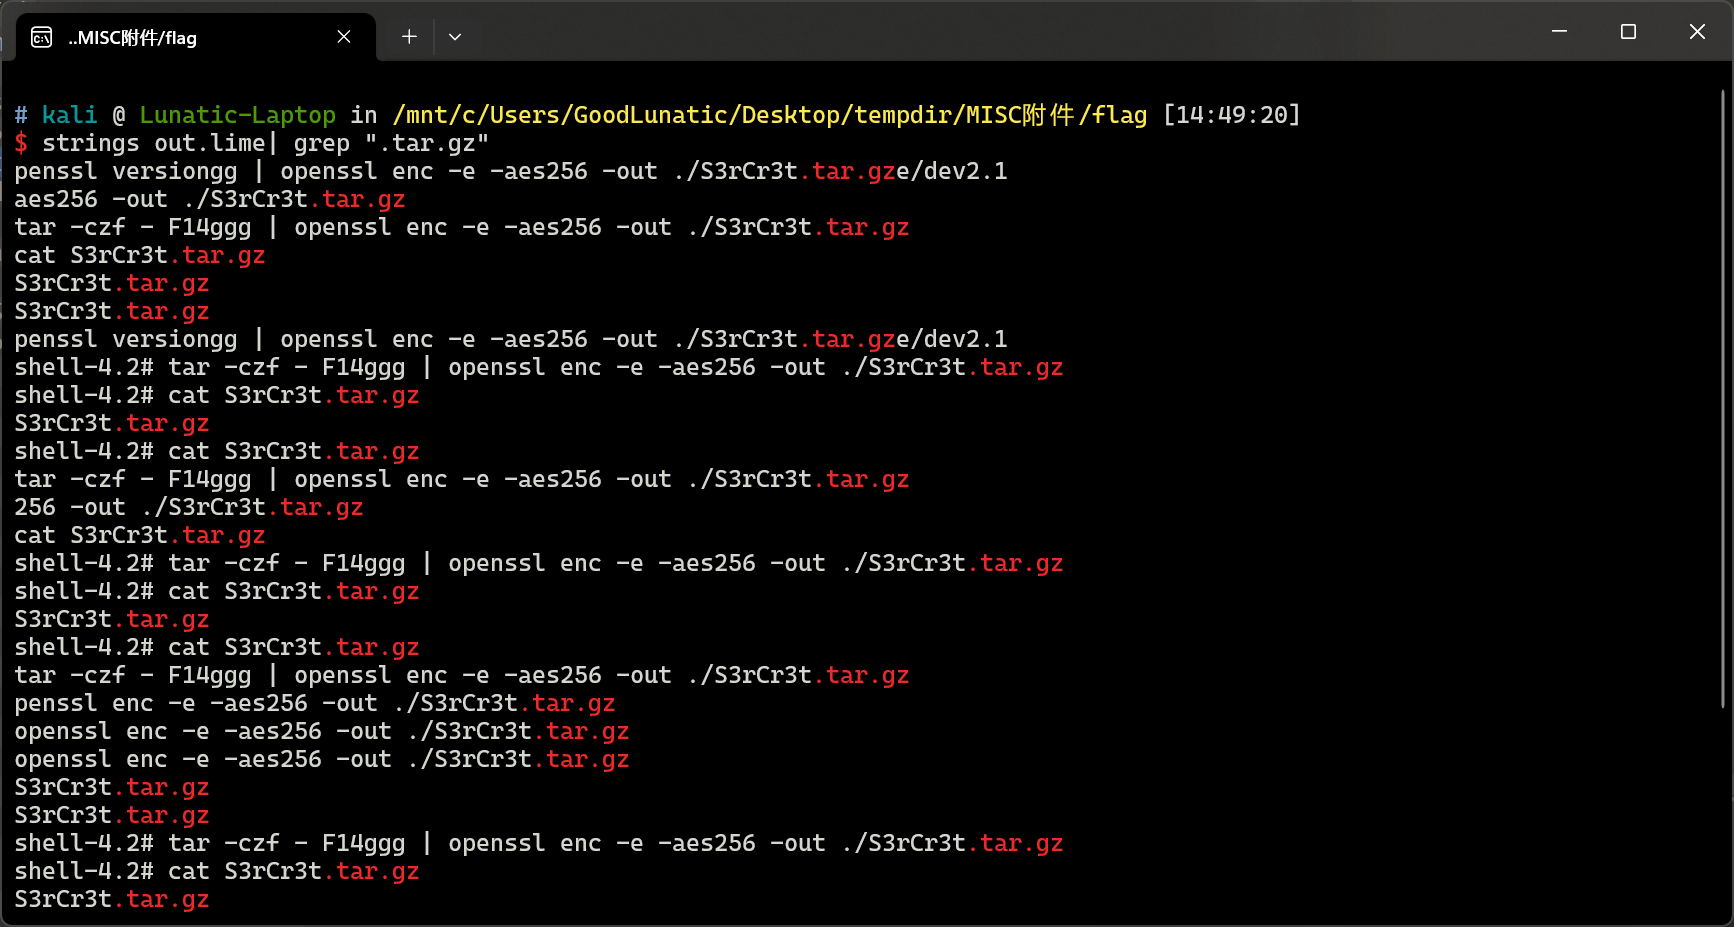 ..MISC附件/flag
# kali @ Lunatic-Laptop in /mnt/c/Users/GoodLunatic/Desktop/tempdir/MISC附件/flag [14:49:20]
$ strings out.lime| grep ".tar.gz"
penssl versiongg | openssl enc -e -aes256 -out ./S3rCr3t.tar.gze/dev2.1
aes256 -out ./S3rCr3t.tar.gz
tar -czf - F14ggg | openssl enc -e -aes256 -out ./S3rCr3t.tar.gz
cat S3rCr3t.tar.gz
S3rCr3t.tar.gz
S3rCr3t.tar.gz
penssl versiongg | openssl enc -e -aes256 -out ./S3rCr3t.tar.gze/dev2.1
shell-4.2# tar -czf - F14ggg | openssl enc -e -aes256 -out ./S3rCr3t.tar.gz
shell-4.2# cat S3rCr3t.tar.gz
S3rCr3t.tar.gz
shell-4.2# cat S3rCr3t.tar.gz
tar -czf - F14ggg | openssl enc -e -aes256 -out ./S3rCr3t.tar.gz
256 -out ./S3rCr3t.tar.gz
cat S3rCr3t.tar.gz
shell-4.2# tar -czf - F14ggg | openssl enc -e -aes256 -out ./S3rCr3t.tar.gz
shell-4.2# cat S3rCr3t.tar.gz
S3rCr3t.tar.gz
shell-4.2# cat S3rCr3t.tar.gz
tar -czf - F14ggg | openssl enc -e -aes256 -out ./S3rCr3t.tar.gz
penssl enc -e -aes256 -out ./S3rCr3t.tar.gz
openssl enc -e -aes256 -out ./S3rCr3t.tar.gz
openssl enc -e -aes256 -out ./S3rCr3t.tar.gz
S3rCr3t.tar.gz
S3rCr3t.tar.gz
shell-4.2# tar -czf - F14ggg | openssl enc -e -aes256 -out ./S3rCr3t.tar.gz
shell-4.2# cat S3rCr3t.tar.gz
S3rCr3t.tar.gz